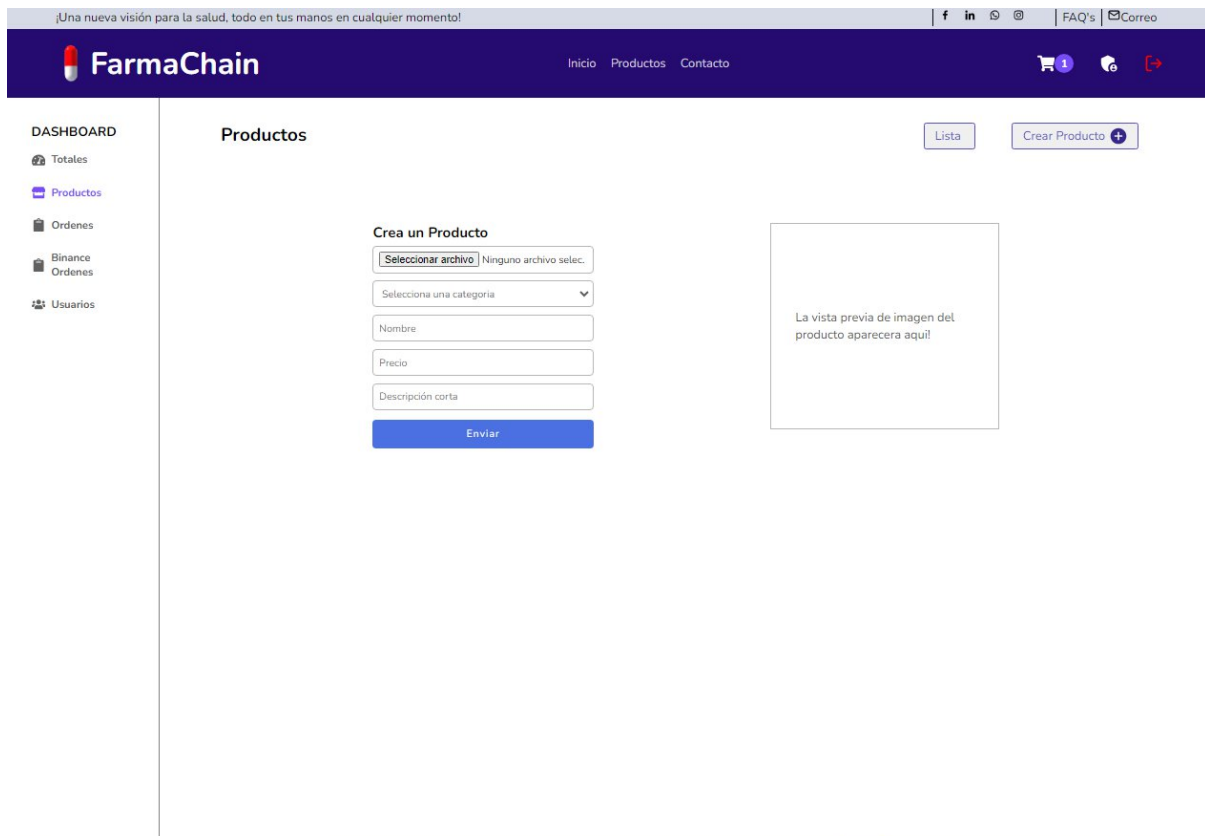 ¡Una nueva visión para la salud, todo en tus manos en cualquier momento!
FAQ's
Correo
FarmaChain
Inicio Productos Contacto
1
DASHBOARD
Totales
Productos
Ordenes
Binance
Ordenes
Usuarios
Productos
Lista
Crear Producto
Crea un Producto
Seleccionar archivo Ninguno archivo selec.
Selecciona una categoria
Nombre
Precio
Descripción corta
Enviar
La vista previa de imagen del
producto aparecera aquí!